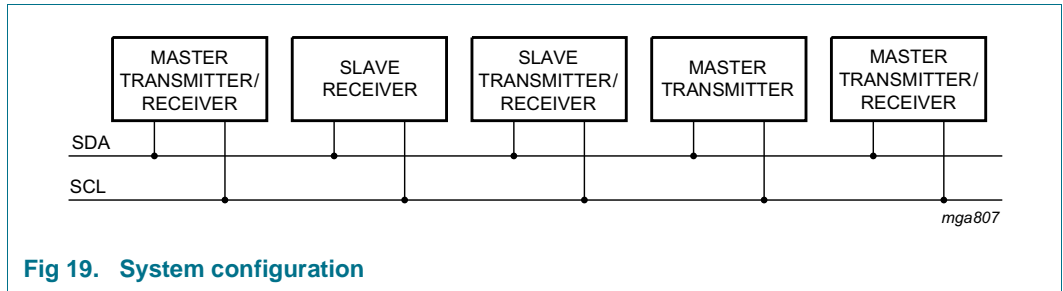 MASTER
TRANSMITTER/
RECEIVER
SLAVE
RECEIVER
SLAVE
TRANSMITTER/
RECEIVER
MASTER
TRANSMITTER
MASTER
TRANSMITTER/
RECEIVER
SDA
SCL
mga807
Fig 19. System configuration